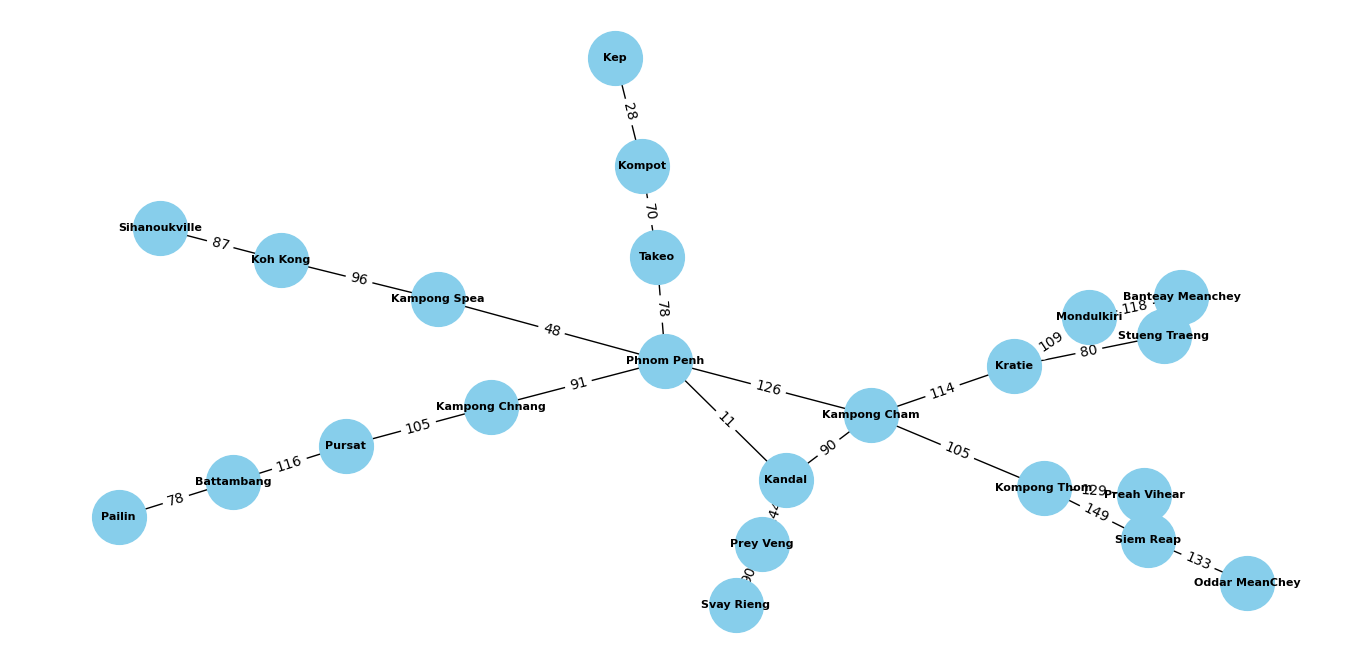 Kep
28
Kompot
70
Takeo
78
Sihanoukville
87
Koh Kong
96
Kampong Spea
48
Phnom Penh
91
Kampong Chnang
105
Pursat
116
Battambang
78
Pailin
126
11
Kampong Cham
90
Kandal
Prey Veng
90
Svay Rieng
114
Kratie
109
Mondulkiri
118
Banteay Meanchey
80
Stueng Traeng
105
Kompong Thom
129
Preah Vihear
149
Siem Reap
133
Oddar MeanChey